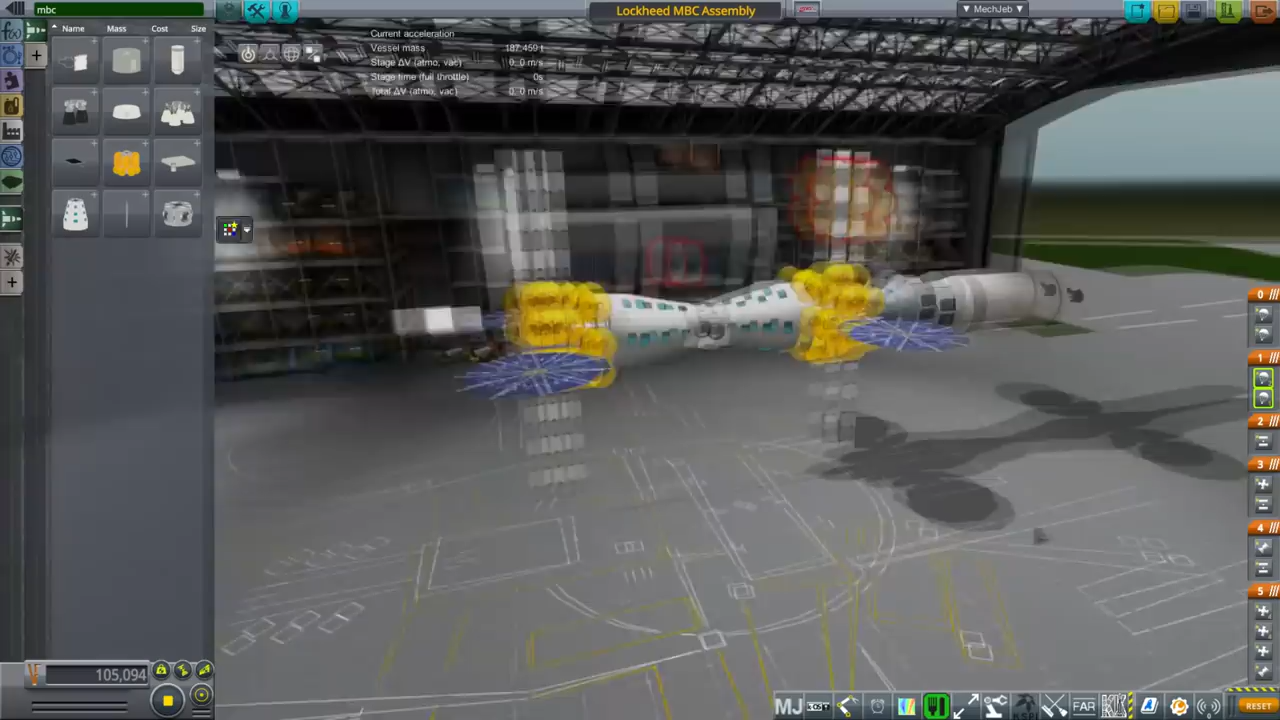 mbc
Lockheed MBC Assembly
▼ MechJeb ▼
Name Mass Cost Size
Current acceleration
Vessel mass 187.459 t
Stage ΔV (atmo, vac) 0, 0 m/s
Stage time (full throttle) 0s
Total ΔV (atmo, vac) 0, 0 m/s
0
1
2
3
4
5
105,094
MJ
FAR
RESET